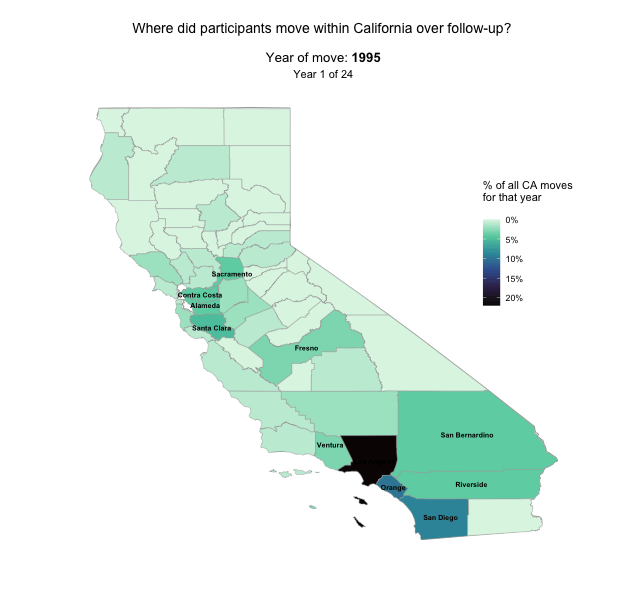 Where did participants move within California over follow-up?
Year of move: 1995
Year 1 of 24
% of all CA moves
for that year
0%
5%
10%
15%
20%
Sacramento
Contra Costa
Alameda
Santa Clara
Fresno
San Bernardino
Ventura
Riverside
Orange
San Diego